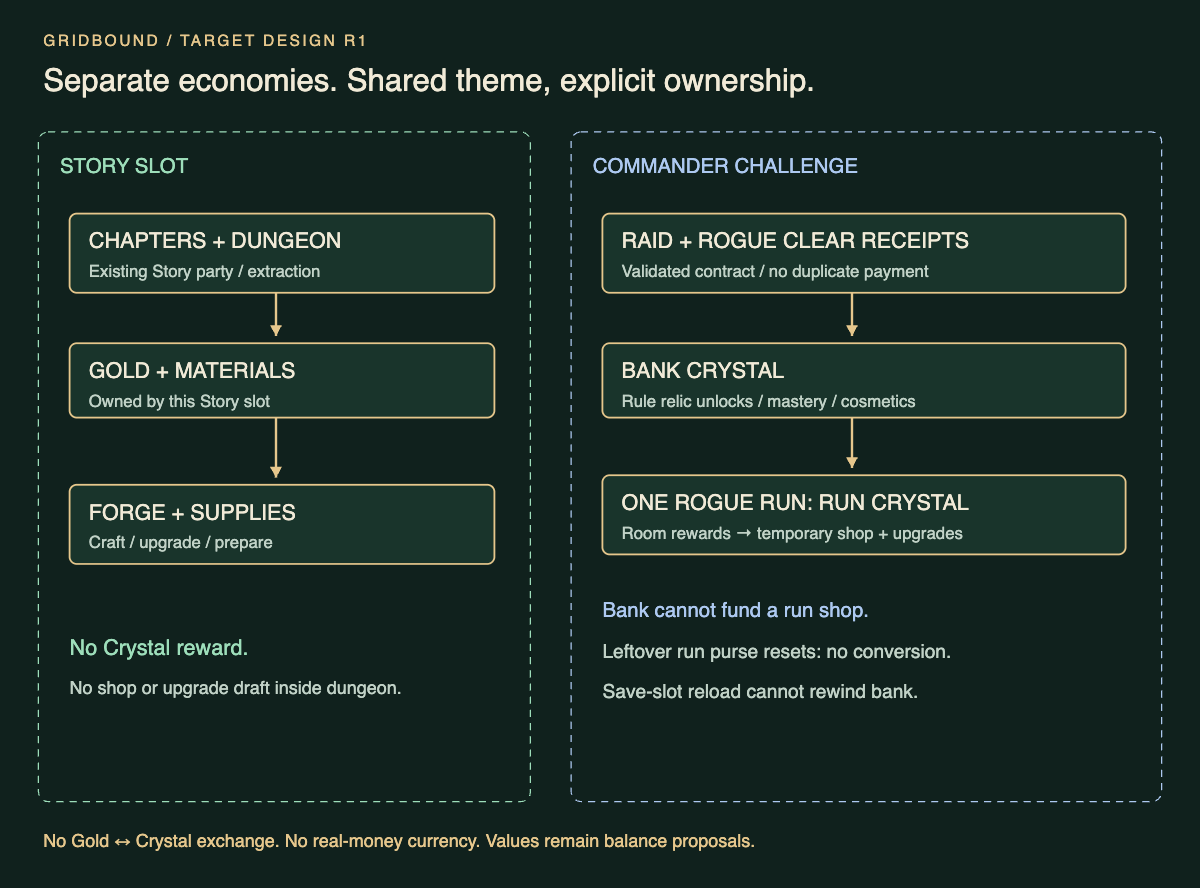 GRIDBOUND / TARGET DESIGN R1
Separate economies. Shared theme, explicit ownership.
STORY SLOT
CHAPTERS + DUNGEON
Existing Story party / extraction
GOLD + MATERIALS
Owned by this Story slot
FORGE + SUPPLIES
Craft / upgrade / prepare
No Crystal reward.
No shop or upgrade draft inside dungeon.
COMMANDER CHALLENGE
RAID + ROGUE CLEAR RECEIPTS
Validated contract / no duplicate payment
BANK CRYSTAL
Rule relic unlocks / mastery / cosmetics
ONE ROGUE RUN: RUN CRYSTAL
Room rewards → temporary shop + upgrades
Bank cannot fund a run shop.
Leftover run purse resets: no conversion.
Save-slot reload cannot rewind bank.
No Gold ↔ Crystal exchange. No real-money currency. Values remain balance proposals.